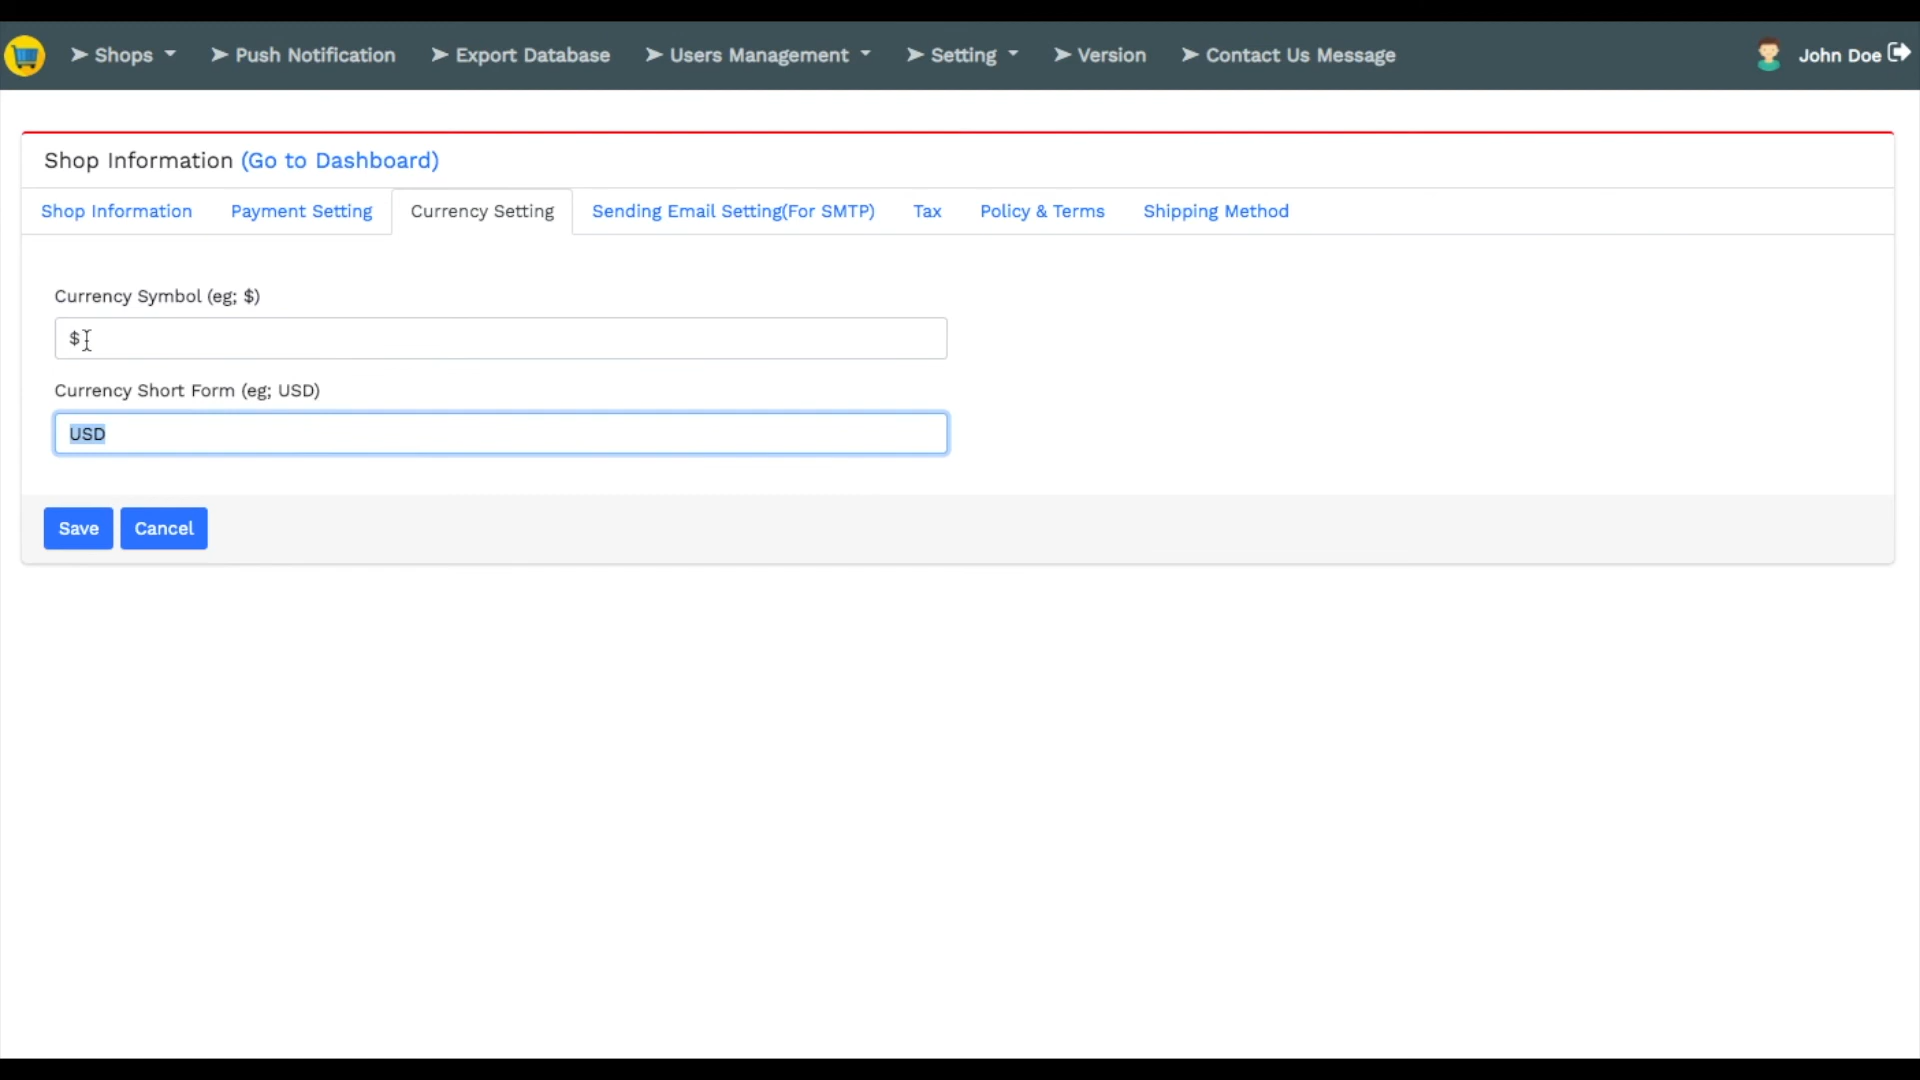 Shops
Push Notification
Export Database
Users Management
Setting
Version
Contact Us Message
John Doe
Shop Information (Go to Dashboard)
Shop Information
Payment Setting
Currency Setting
Sending Email Setting(For SMTP)
Tax
Policy & Terms
Shipping Method
Currency Symbol (eg; $)
$
Currency Short Form (eg; USD)
USD
Save
Cancel